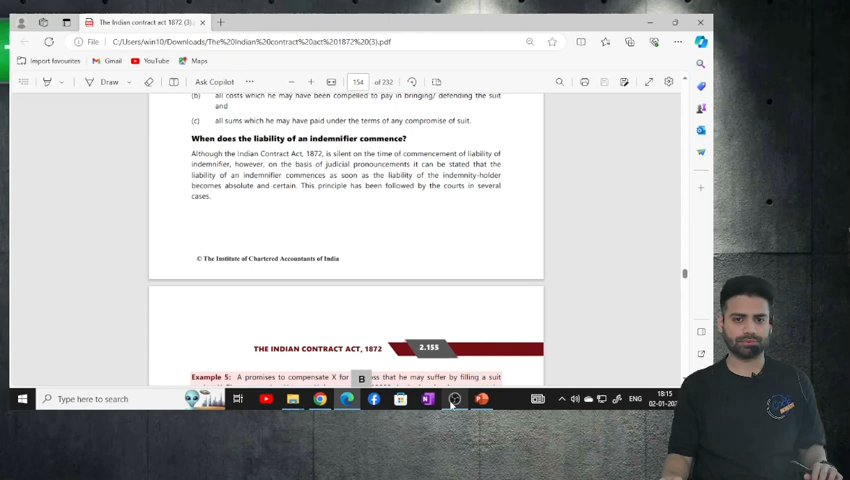 The Indian contract act 1872 (3).p
File
C:/Users/win10/Downloads/The%20Indian%20contract%20act%201872%20(3).pdf
Import favourites
Gmail
YouTube
Maps
Draw
Ask Copilot
154
of 232
(b) all costs which he may have been compelled to pay in bringing/ defending the suit
and
(c) all sums which he may have paid under the terms of any compromise of suit.
When does the liability of an indemnifier commence?
Although the Indian Contract Act, 1872, is silent on the time of commencement of liability of
indemnifier, however, on the basis of judicial pronouncements it can be stated that the
liability of an indemnifier commences as soon as the liability of the indemnity-holder
becomes absolute and certain. This principle has been followed by the courts in several
cases.
© The Institute of Chartered Accountants of India
THE INDIAN CONTRACT ACT, 1872
2.155
Example 5: A promises to compensate X for oss that he may suffer by filling a suit
B
Type here to search
ENG
18:15
02-01-20